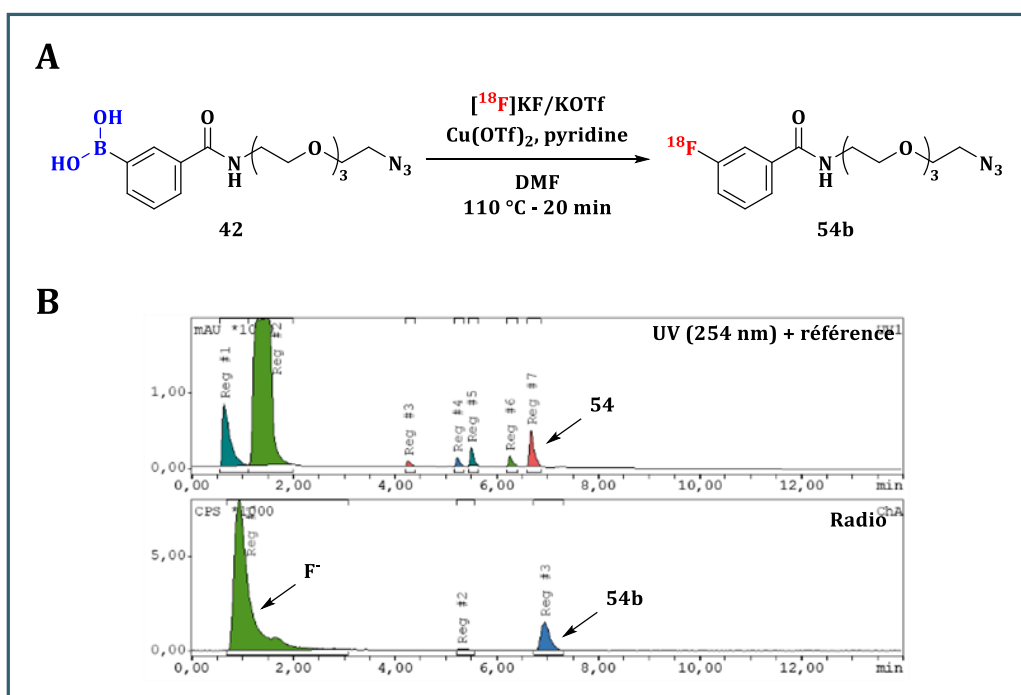 A
OH
HO
B
O
N
H
O
3
N₃
42
[¹⁸F]KF/KOTf
Cu(OTf)₂, pyridine
DMF
110 °C - 20 min
¹⁸F
O
N
H
O
3
N₃
54b
B
mAU *10
UV (254 nm) + référence
Reg #1
Reg #2
Reg #3
Reg #4
Reg #5
Reg #6
Reg #7
54
1,00
0,00
0,00 2,00 4,00 6,00 8,00 10,00 12,00 min
CPS *1000
ChA
Radio
Reg
F⁻
Reg #2
Reg #3
54b
5,00
0,00
0,00 2,00 4,00 6,00 8,00 10,00 12,00 min